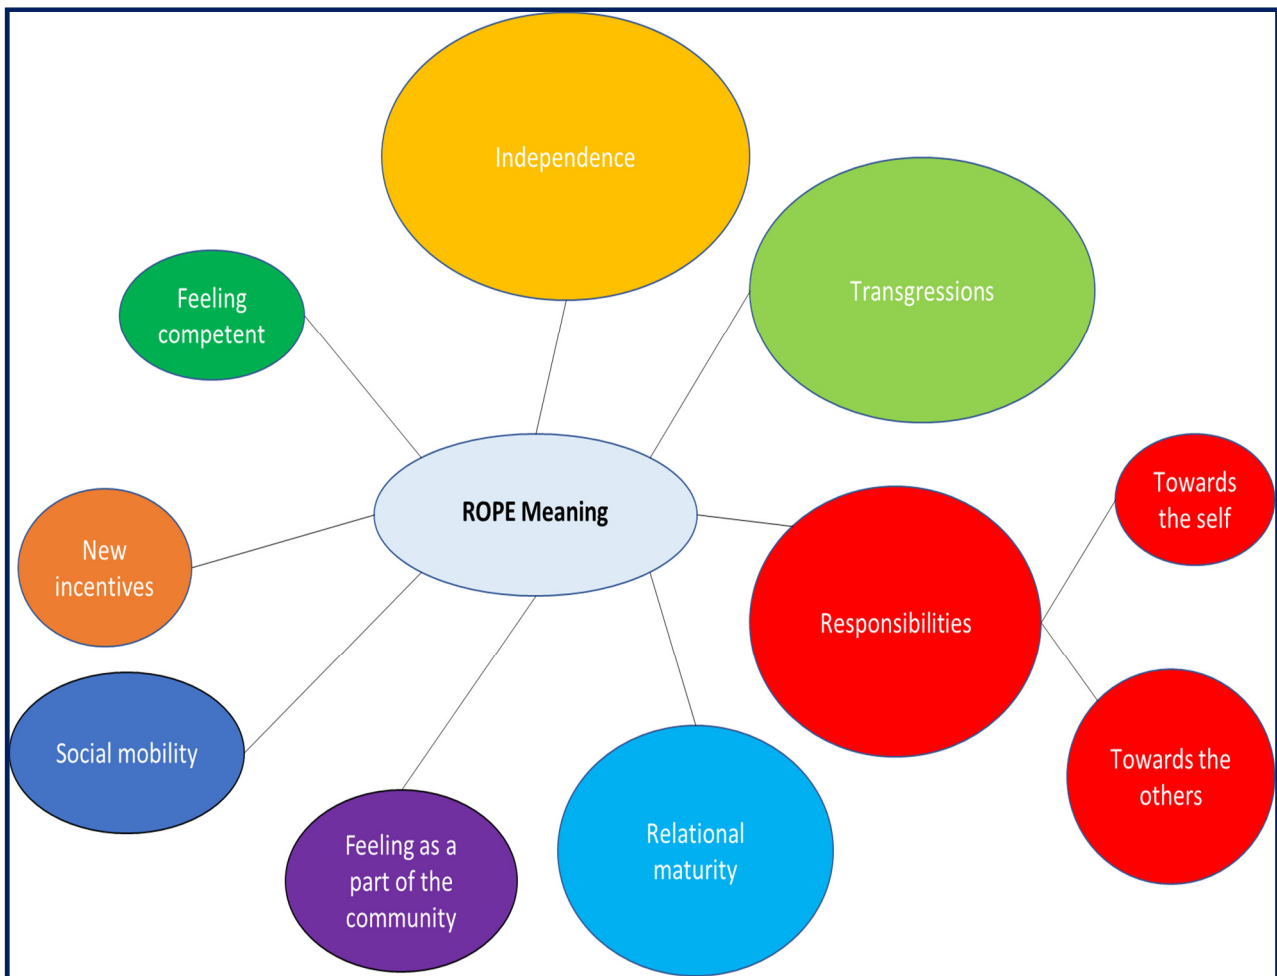 Independence
Transgressions
Feeling
competent
ROPE Meaning
Towards
the self
New
incentives
Responsibilities
Social mobility
Towards the
others
Relational
maturity
Feeling as a
part of the
community